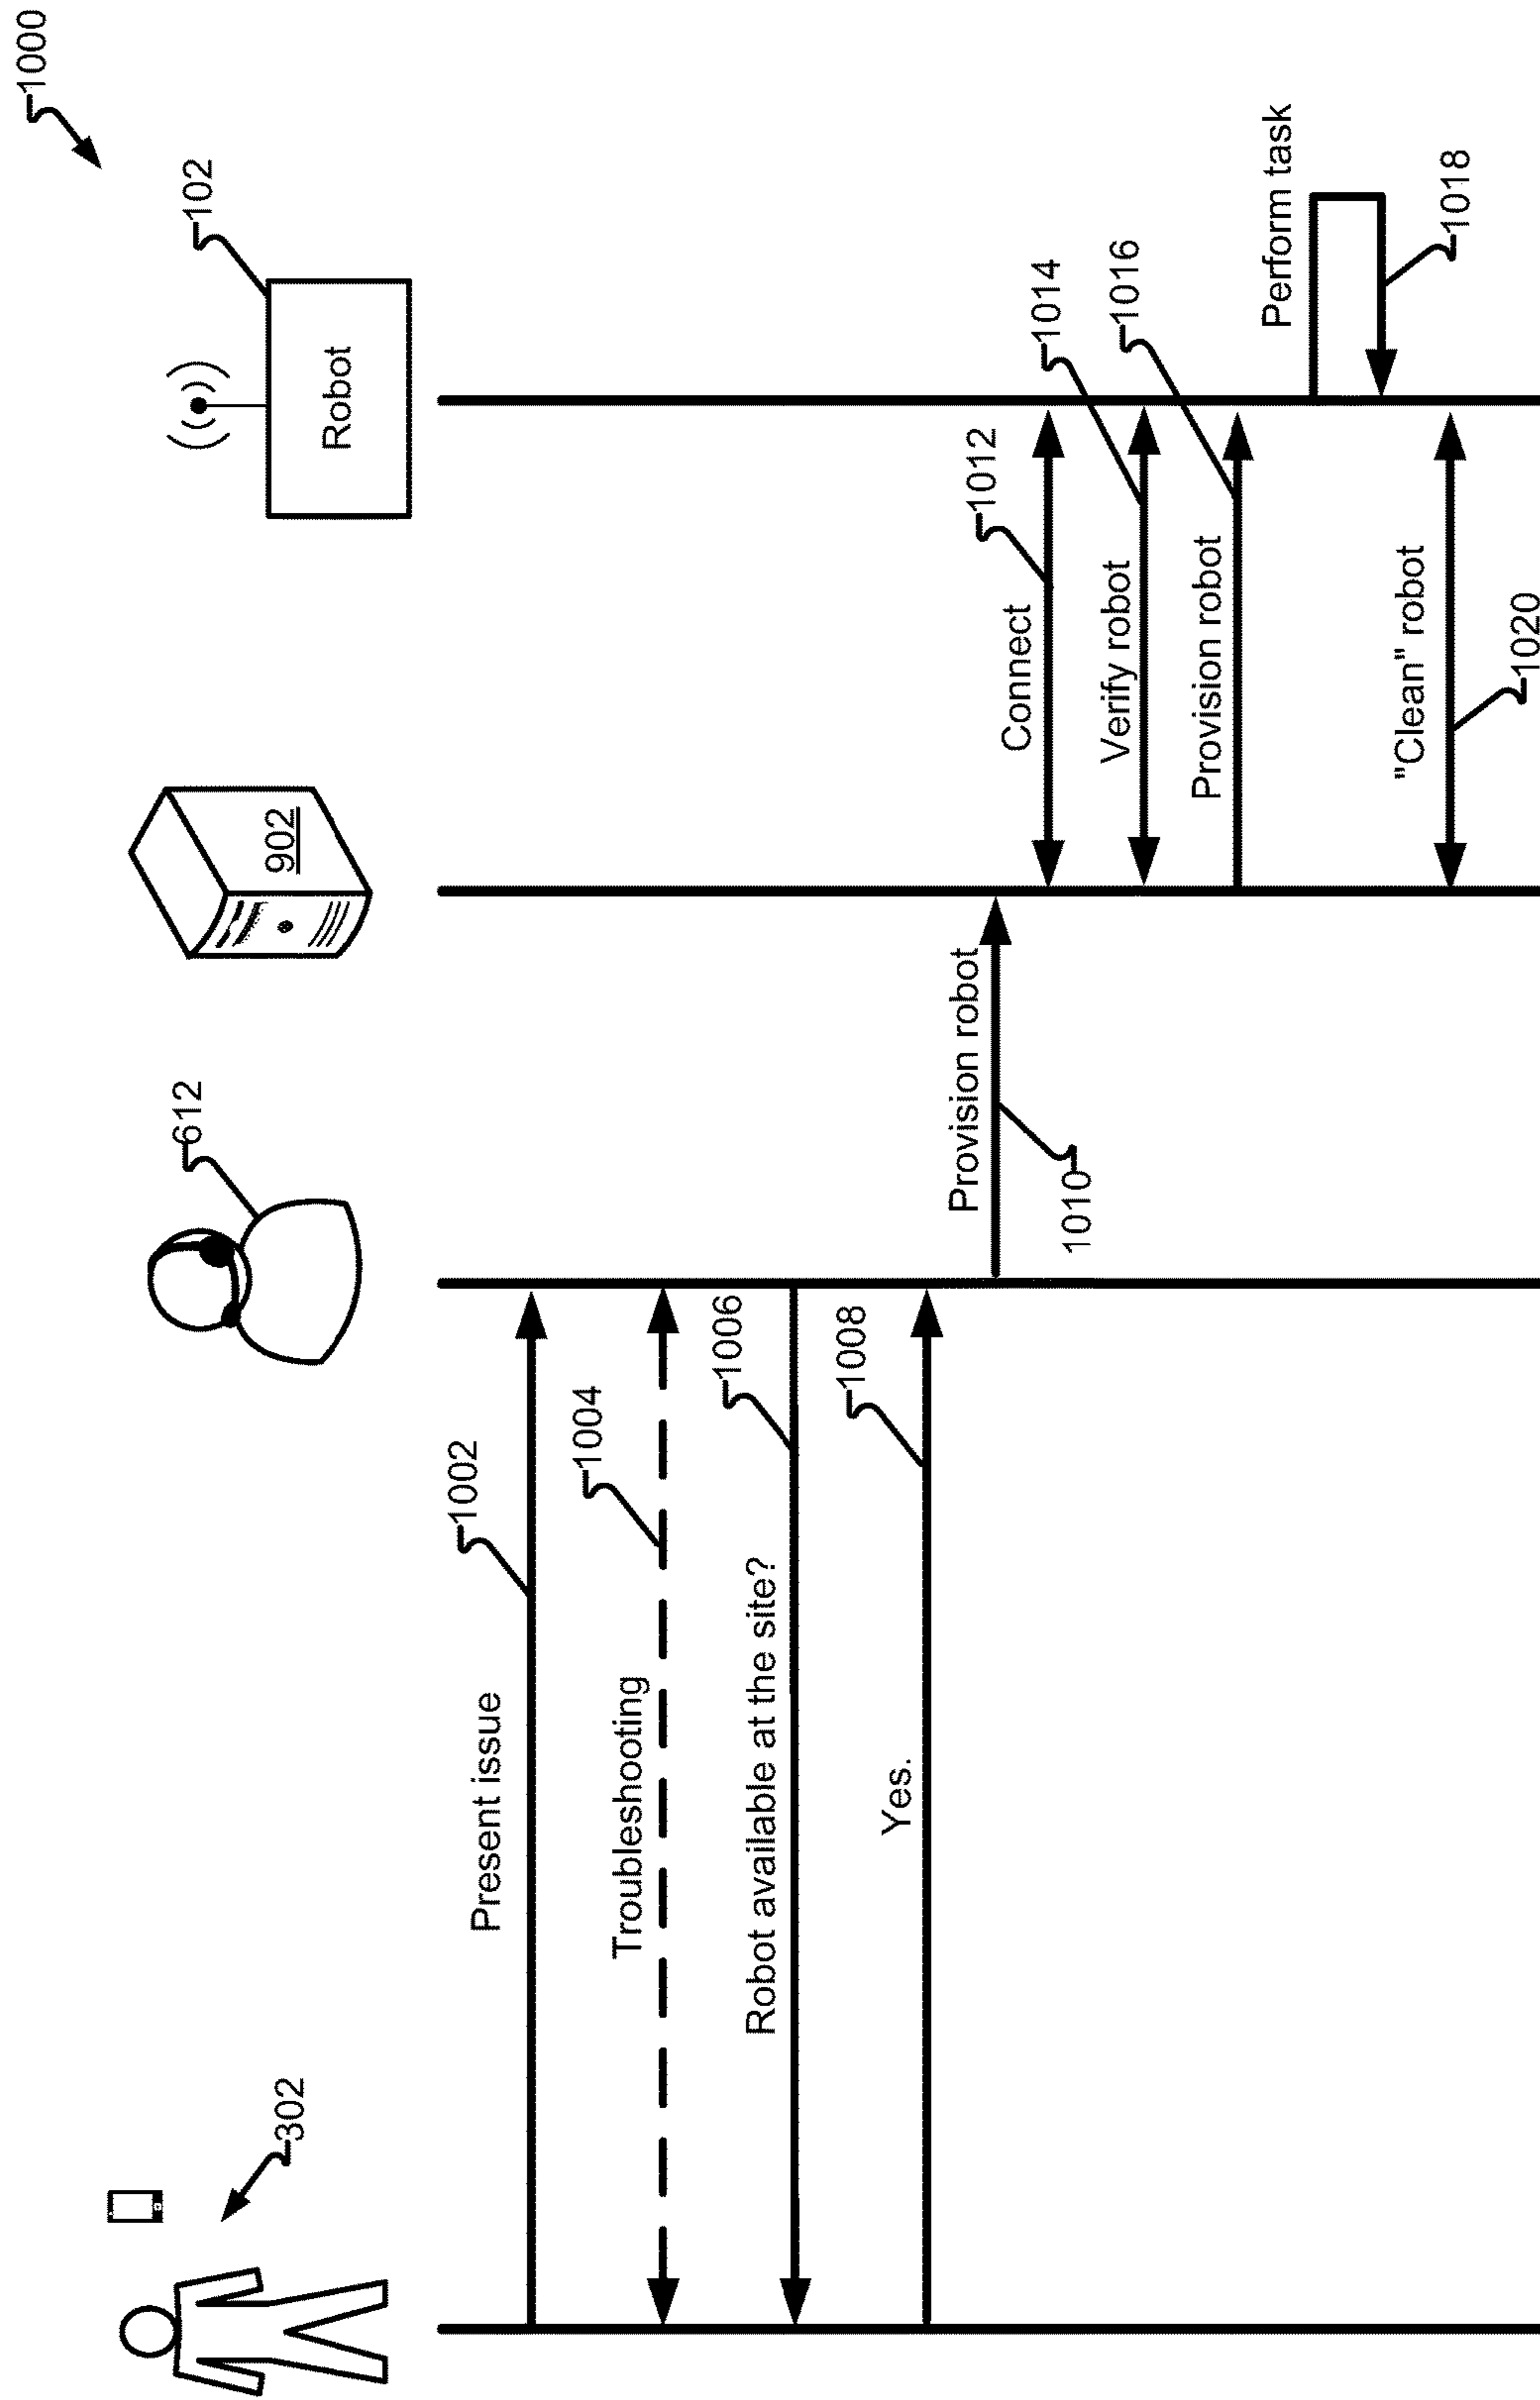 1000
302
612
902
102
Robot
Present issue
1002
Troubleshooting
1004
Robot available at the site?
1006
Yes.
1008
Provision robot
1010
Connect
1012
Verify robot
1014
Provision robot
1016
Perform task
1018
"Clean" robot
1020